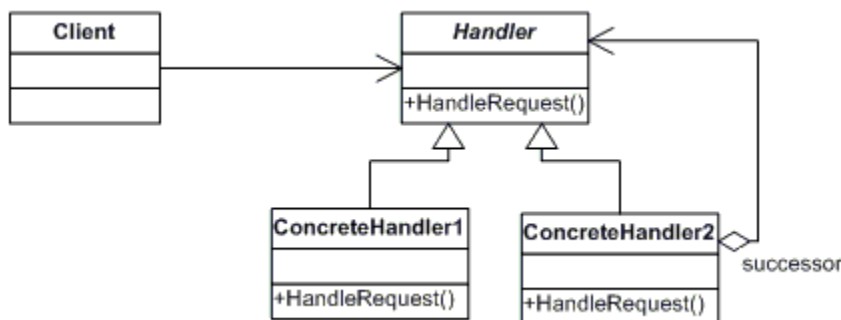 Client
Handler
+HandleRequest()
ConcreteHandler1
+HandleRequest()
ConcreteHandler2
+HandleRequest()
successor